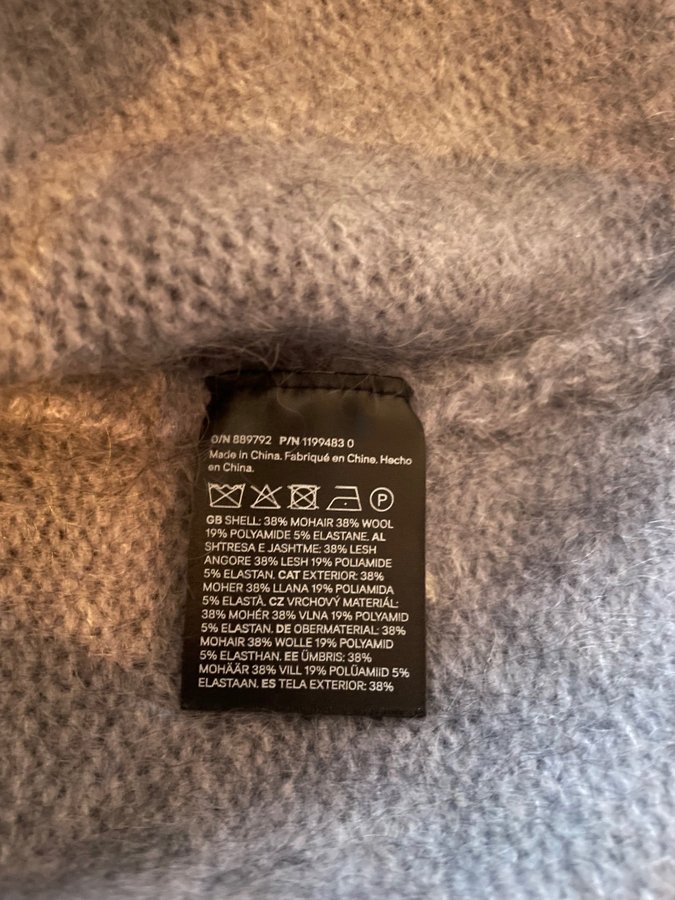 O/N 889792 P/N 1199483 0
Made in China. Fabriqué en Chine. Hecho
en China.
P
GB SHELL: 38% MOHAIR 38% WOOL
19% POLYAMIDE 5% ELASTANE. AL
SHTRESA E JASHTME: 38% LESH
ANGORE 38% LESH 19% POLIAMIDE
5% ELASTAN. CAT EXTERIOR: 38%
MOHER 38% LLANA 19% POLIAMIDA
5% ELASTÀ. CZ VRCHOVÝ MATERIÁL:
38% MOHÉR 38% VLNA 19% POLYAMID
5% ELASTAN. DE OBERMATERIAL: 38%
MOHAIR 38% WOLLE 19% POLYAMID
5% ELASTHAN. EE ÜMBRIS: 38%
MOHÄÄR 38% VILL 19% POLÜAMIID 5%
ELASTAAN. ES TELA EXTERIOR: 38%